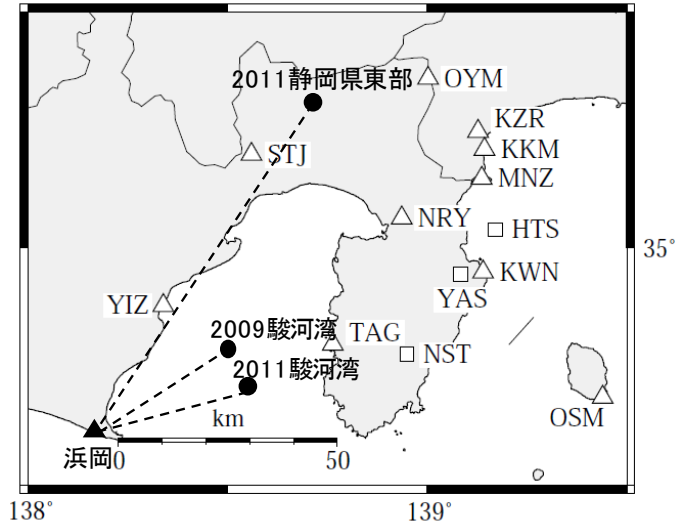 2011静岡県東部
OYM
KZR
KKM
STJ
MNZ
NRY
HTS
35°
KWN
YAS
YIZ
2009駿河湾
TAG
2011駿河湾
NST
km
OSM
浜岡
0
50
138°
139°